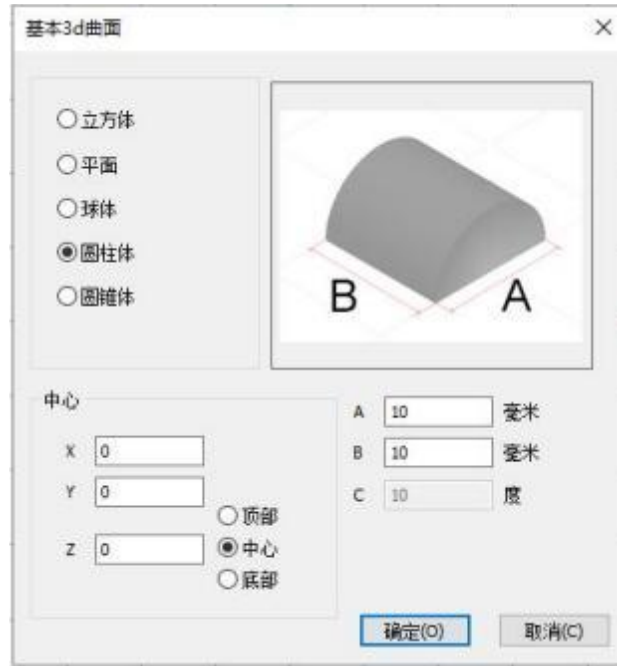 基本3d曲面
立方体
平面
球体
圆柱体
圆锥体
B
A
中心
X 0
Y 0
Z 0
顶部
中心
底部
A 10 毫米
B 10 毫米
C 10 度
确定(O)
取消(C)